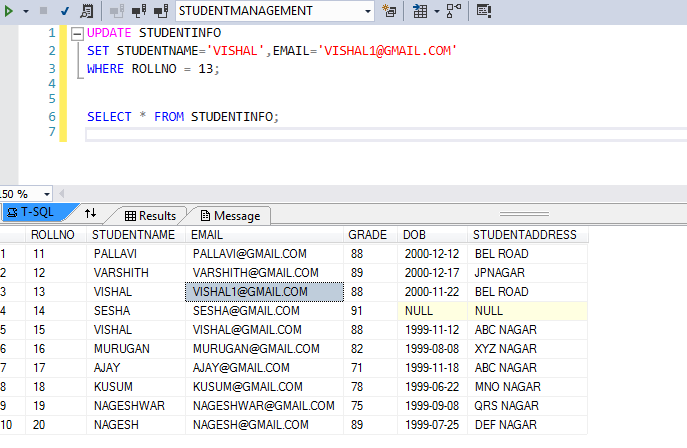 STUDENTMANAGEMENT
1 UPDATE STUDENTINFO
2 SET STUDENTNAME='VISHAL',EMAIL='VISHAL1@GMAIL.COM'
3 WHERE ROLLNO = 13;
4
5
6 SELECT * FROM STUDENTINFO;
7
150 %
T-SQL Results Message
ROLLNO STUDENTNAME EMAIL GRADE DOB STUDENTADDRESS
1 11 PALLAVI PALLAVI@GMAIL.COM 88 2000-12-12 BEL ROAD
2 12 VARSHITH VARSHITH@GMAIL.COM 89 2000-12-17 JPNAGAR
3 13 VISHAL VISHAL1@GMAIL.COM 88 2000-11-22 BEL ROAD
4 14 SESHA SESHA@GMAIL.COM 91 NULL NULL
5 15 VISHAL VISHAL@GMAIL.COM 88 1999-11-12 ABC NAGAR
6 16 MURUGAN MURUGAN@GMAIL.COM 82 1999-08-08 XYZ NAGAR
7 17 AJAY AJAY@GMAIL.COM 71 1999-11-18 ABC NAGAR
8 18 KUSUM KUSUM@GMAIL.COM 78 1999-06-22 MNO NAGAR
9 19 NAGESHWAR NAGESHWAR@GMAIL.COM 75 1999-09-08 QRS NAGAR
10 20 NAGESH NAGESH@GMAIL.COM 89 1999-07-25 DEF NAGAR